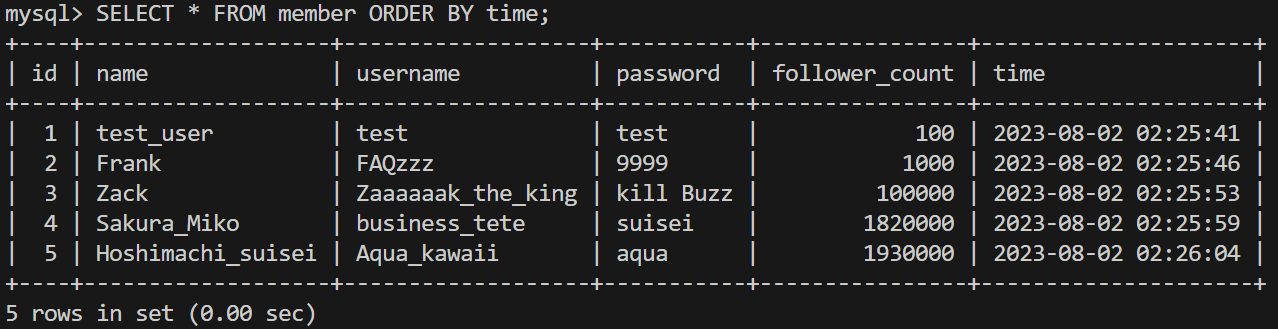 mysql> SELECT * FROM member ORDER BY time;
+----+-------------------+-------------------+-----------+----------------+---------------------+
| id | name              | username          | password  | follower_count | time                |
+----+-------------------+-------------------+-----------+----------------+---------------------+
|  1 | test_user         | test              | test      |            100 | 2023-08-02 02:25:41 |
|  2 | Frank             | FAQzzz            | 9999      |           1000 | 2023-08-02 02:25:46 |
|  3 | Zack              | Zaaaaaak_the_king | kill Buzz |         100000 | 2023-08-02 02:25:53 |
|  4 | Sakura_Miko       | business_tete     | suisei    |        1820000 | 2023-08-02 02:25:59 |
|  5 | Hoshimachi_suisei | Aqua_kawaii       | aqua      |        1930000 | 2023-08-02 02:26:04 |
+----+-------------------+-------------------+-----------+----------------+---------------------+
5 rows in set (0.00 sec)